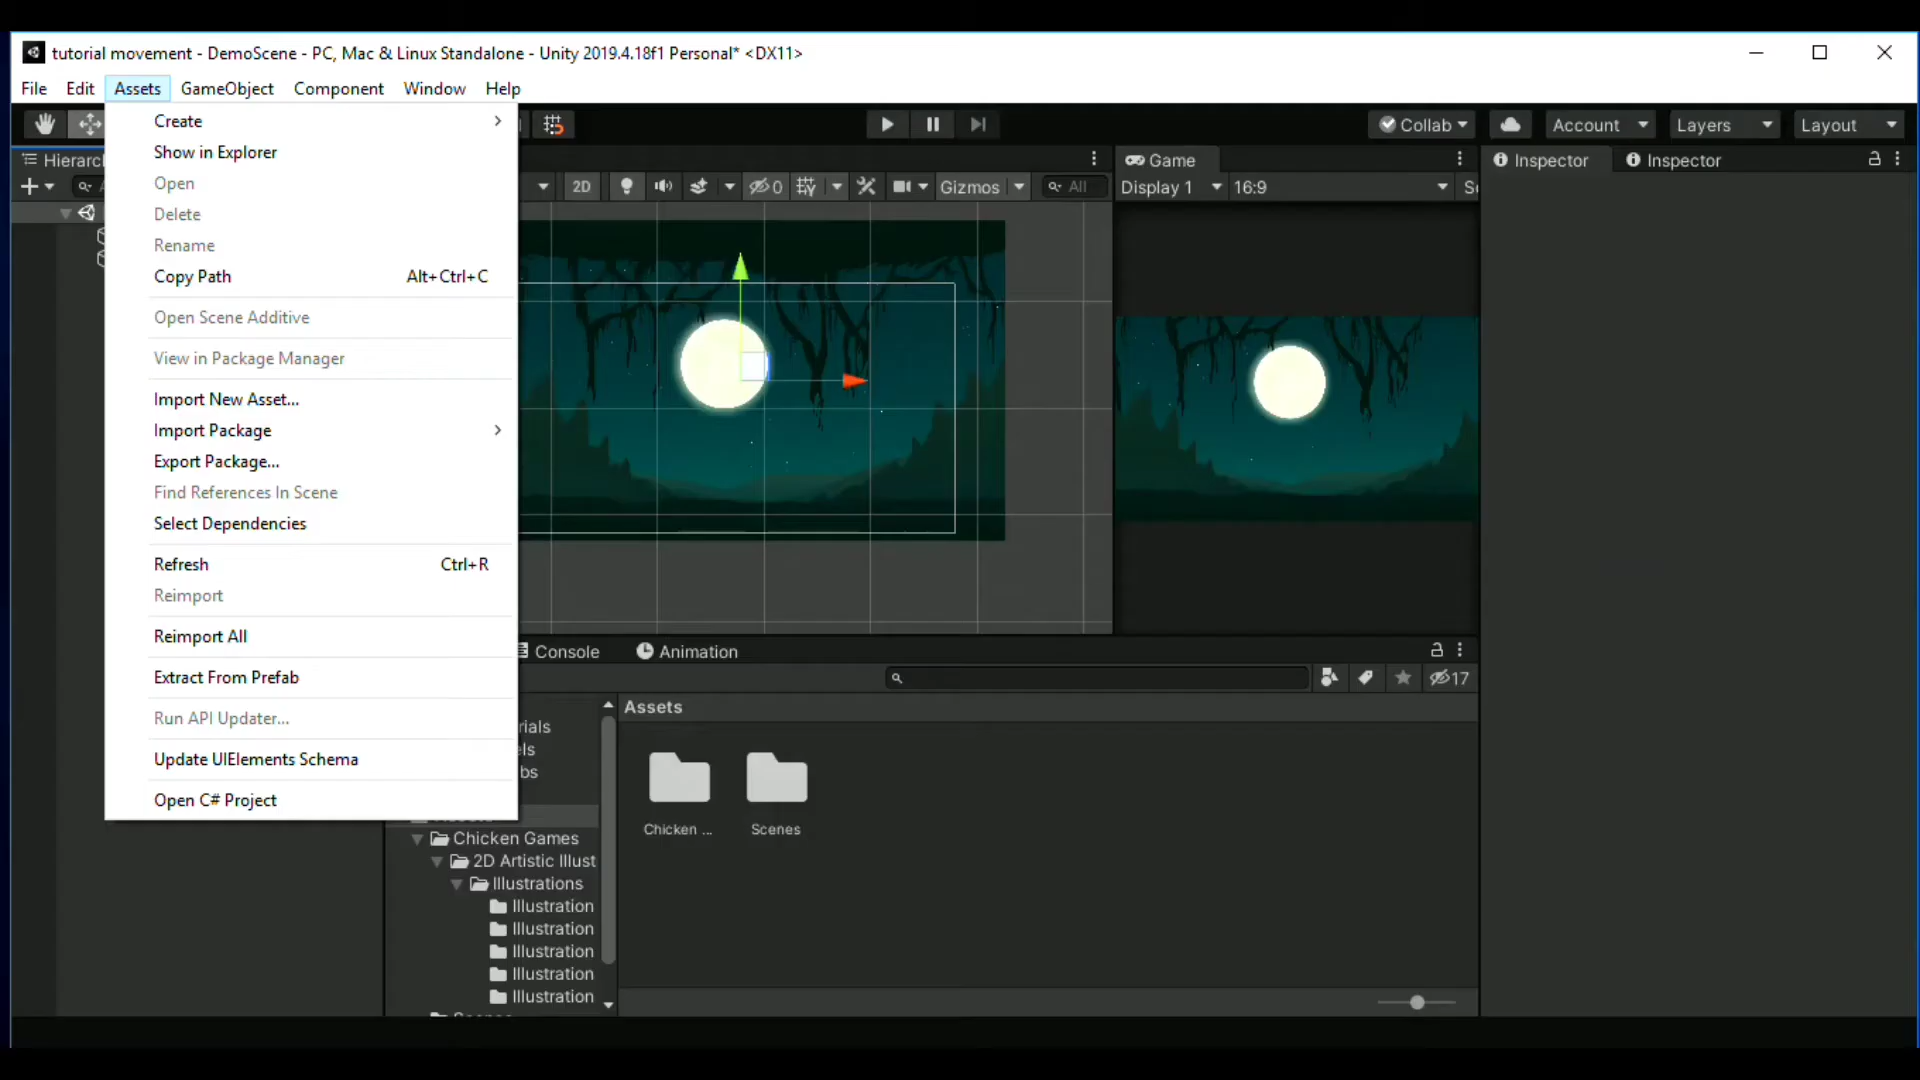 tutorial movement - DemoScene - PC, Mac & Linux Standalone - Unity 2019.4.18f1 Personal* <DX11>
File Edit Assets GameObject Component Window Help
Collab Account Layers Layout
Create
Show in Explorer
Open
Delete
Rename
Copy Path Alt+Ctrl+C
Open Scene Additive
View in Package Manager
Import New Asset...
Import Package
Export Package...
Find References In Scene
Select Dependencies
Refresh Ctrl+R
Reimport
Reimport All
Extract From Prefab
Run API Updater...
Update UIElements Schema
Open C# Project
2D 0 Gizmos All
Game
Display 1 16:9
Inspector Inspector
Console Animation
17
Assets
Chicken ... Scenes
Chicken Games
2D Artistic Illust
Illustrations
Illustration
Illustration
Illustration
Illustration
Illustration